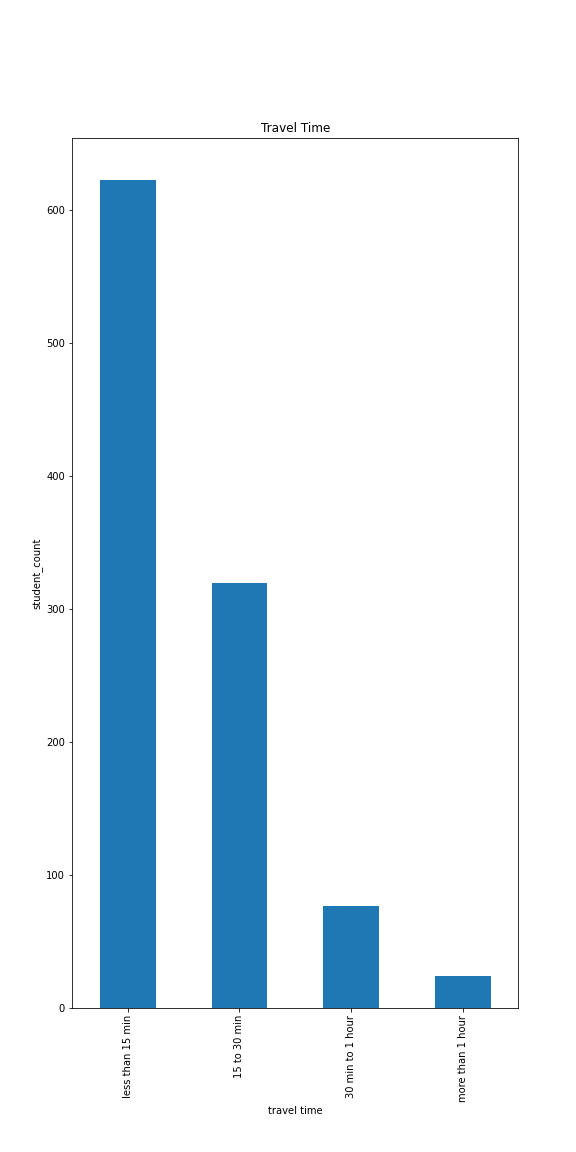 Travel Time
600
500
400
300
200
100
0
student_count
less than 15 min
15 to 30 min
30 min to 1 hour
more than 1 hour
travel time